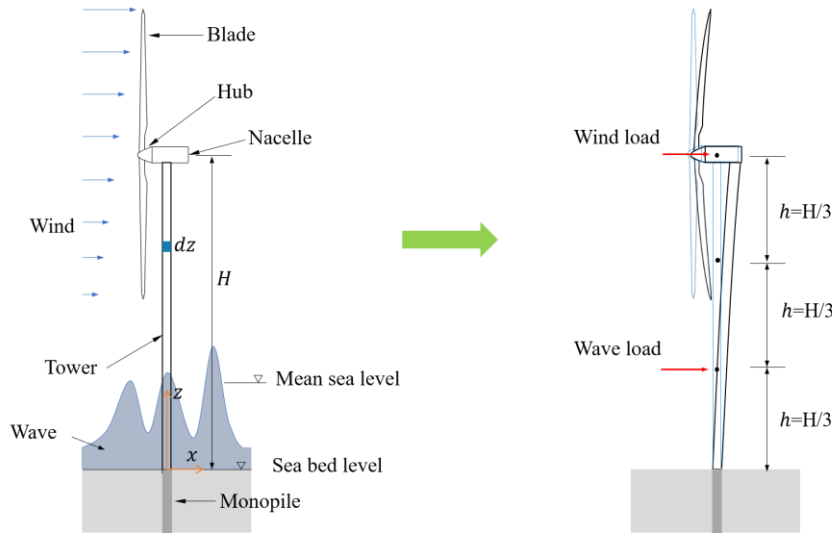 Blade
Hub
Nacelle
Wind
dz
H
Tower
Mean sea level
z
Wave
x
Sea bed level
Monopile
Wind load
h=H/3
h=H/3
Wave load
h=H/3